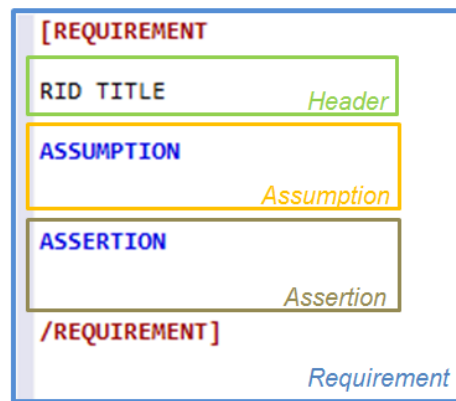 [REQUIREMENT
RID TITLE
Header
ASSUMPTION
Assumption
ASSERTION
Assertion
/REQUIREMENT]
Requirement